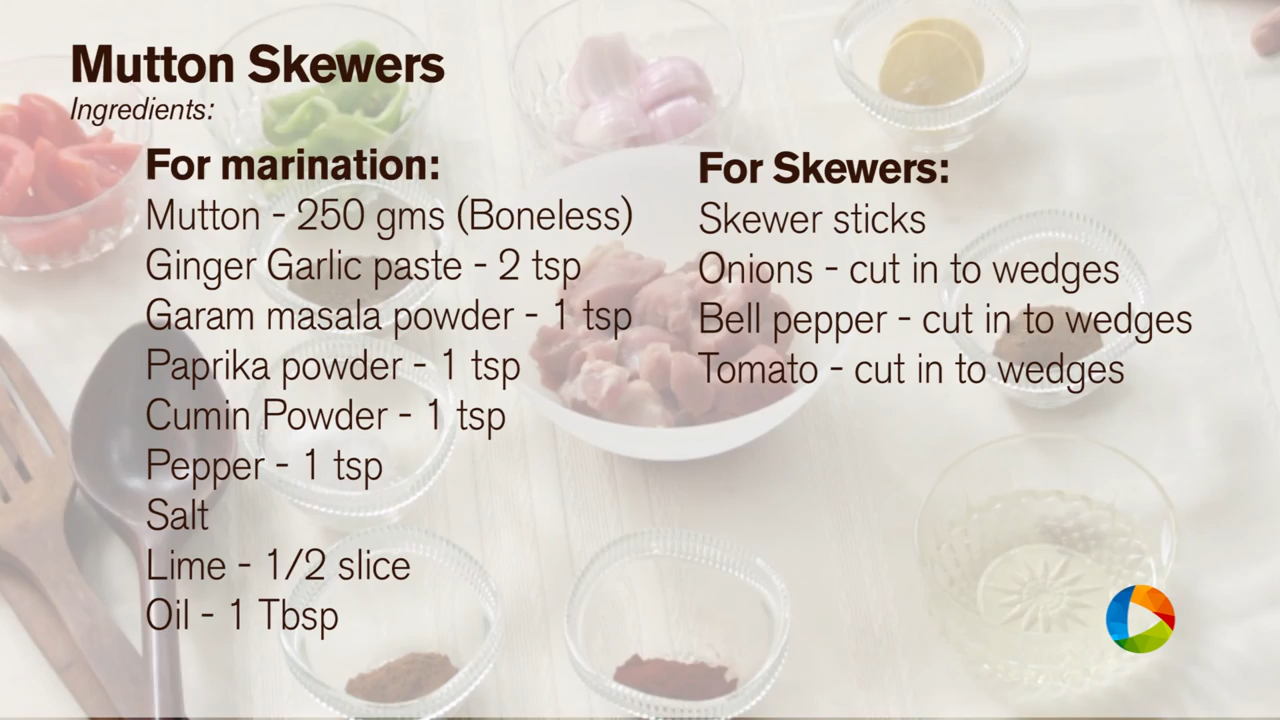 Mutton Skewers
Ingredients:
For marination:
Mutton - 250 gms (Boneless)
Ginger Garlic paste - 2 tsp
Garam masala powder - 1 tsp
Paprika powder - 1 tsp
Cumin Powder - 1 tsp
Pepper - 1 tsp
Salt
Lime - 1/2 slice
Oil - 1 Tbsp
For Skewers:
Skewer sticks
Onions - cut in to wedges
Bell pepper - cut in to wedges
Tomato - cut in to wedges